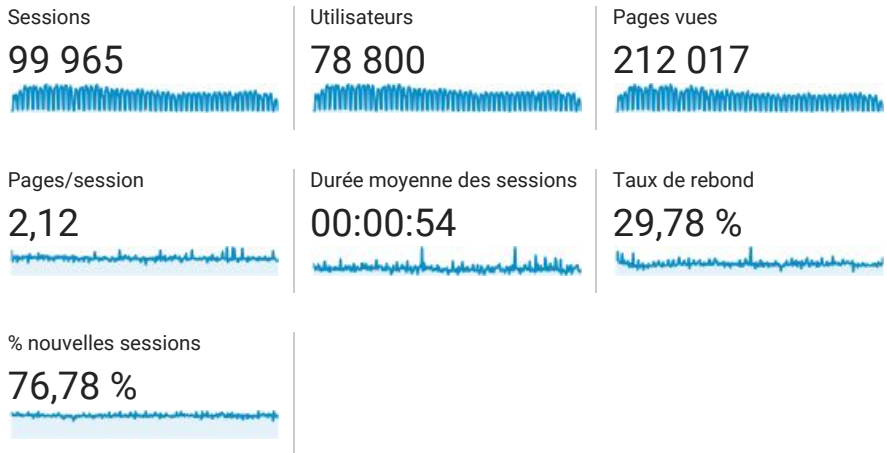 Sessions
99 965
Utilisateurs
78 800
Pages vues
212 017
Pages/session
2,12
Durée moyenne des sessions
00:00:54
Taux de rebond
29,78 %
% nouvelles sessions
76,78 %